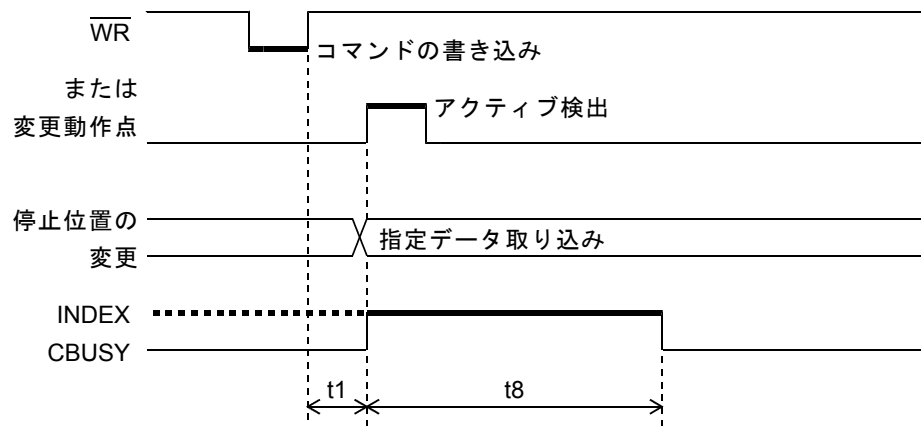 WR
コマンドの書き込み
または
変更動作点
アクティブ検出
停止位置の
変更
指定データ取り込み
INDEX
CBUSY
t1
t8